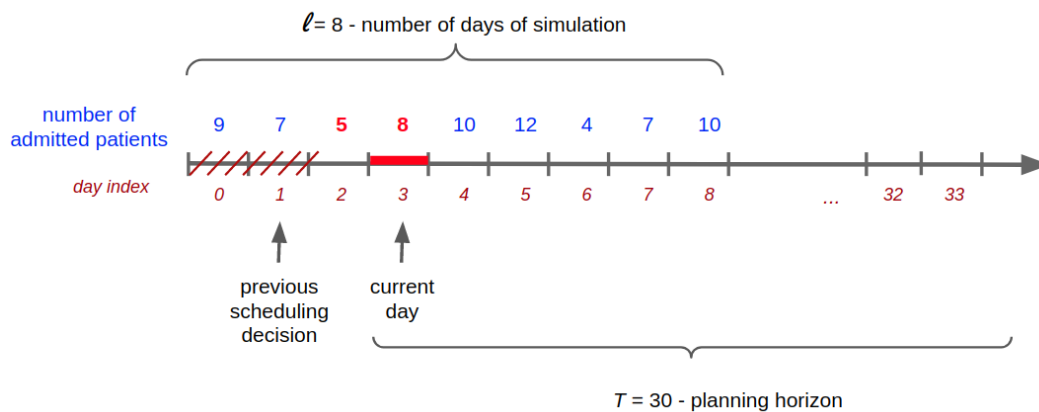 ℓ= 8 - number of days of simulation
number of
admitted patients
9 7 5 8 10 12 4 7 10
day index
0 1 2 3 4 5 6 7 8 ... 32 33
previous
scheduling
decision
current
day
T = 30 - planning horizon